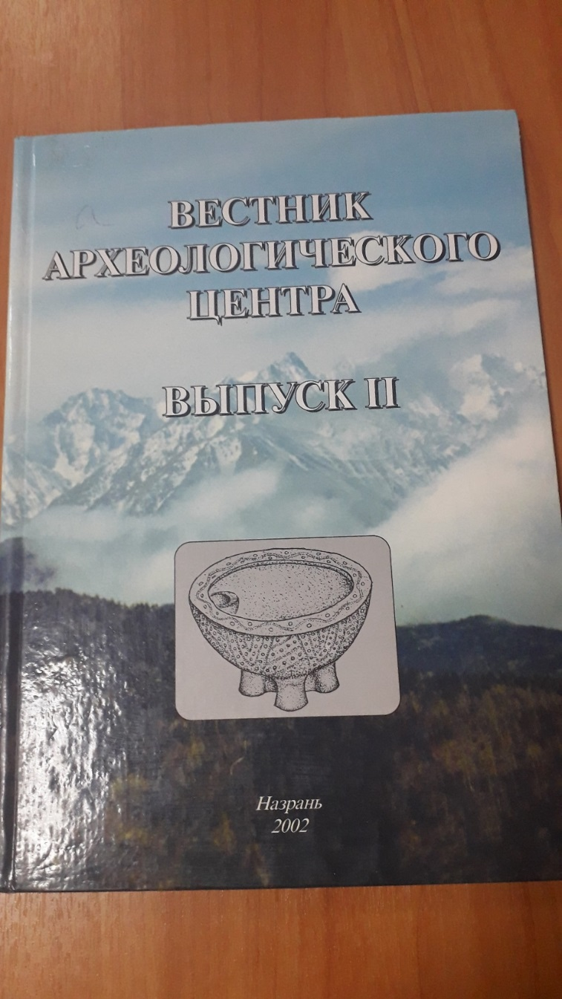 ВЕСТНИК
АРХЕОЛОГИЧЕСКОГО
ЦЕНТРА
ВЫПУСК II
Назрань
2002